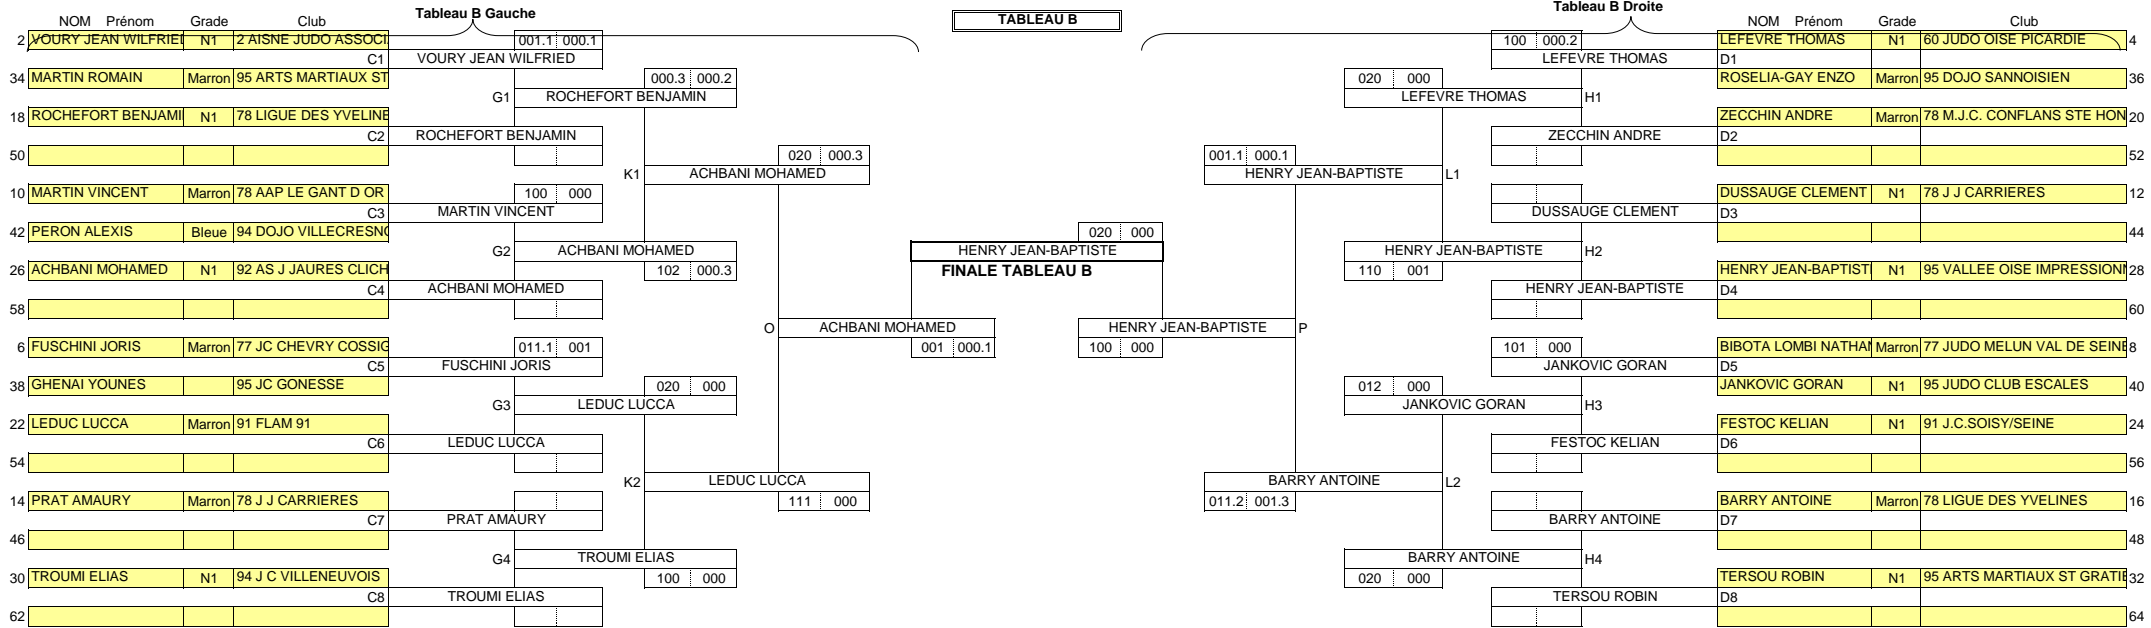 Tableau B Gauche TABLEAU B Tableau B Droite
NOM Prénom Grade Club NOM Prénom Grade Club
2 VOURY JEAN WILFRIED N1 2 AISNE JUDO ASSOCI 001.1 000.1 100 000.2 LEFEVRE THOMAS N1 60 JUDO OISE PICARDIE 4
C1 VOURY JEAN WILFRIED LEFEVRE THOMAS D1
34 MARTIN ROMAIN Marron 95 ARTS MARTIAUX ST 000.3 000.2 020 000 ROSELIA-GAY ENZO Marron 95 DOJO SANNOISIEN 36
G1 ROCHEFORT BENJAMIN LEFEVRE THOMAS H1
18 ROCHEFORT BENJAMI N1 78 LIGUE DES YVELINE ZECCHIN ANDRE Marron 78 M.J.C. CONFLANS STE HON 20
C2 ROCHEFORT BENJAMIN ZECCHIN ANDRE D2
50 020 000.3 001.1 000.1 52
K1 ACHBANI MOHAMED HENRY JEAN-BAPTISTE L1
10 MARTIN VINCENT Marron 78 AAP LE GANT D OR 100 000 DUSSAUGE CLEMENT N1 78 J J CARRIERES 12
C3 MARTIN VINCENT DUSSAUGE CLEMENT D3
42 PERON ALEXIS Bleue 94 DOJO VILLECRESNO 020 000 44
G2 ACHBANI MOHAMED HENRY JEAN-BAPTISTE HENRY JEAN-BAPTISTE H2
26 ACHBANI MOHAMED N1 92 AS J JAURES CLICH 102 000.3 FINALE TABLEAU B 110 001 HENRY JEAN-BAPTIST N1 95 VALLEE OISE IMPRESSION 28
C4 ACHBANI MOHAMED HENRY JEAN-BAPTISTE D4
58 60
O ACHBANI MOHAMED HENRY JEAN-BAPTISTE P
6 FUSCHINI JORIS Marron 77 JC CHEVRY COSSIG 011.1 001 001 000.1 100 000 101 000 BIBOTA LOMBI NATHAN Marron 77 JUDO MELUN VAL DE SEINE 8
C5 FUSCHINI JORIS JANKOVIC GORAN D5
38 GHENAI YOUNES 95 JC GONESSE 020 000 012 000 JANKOVIC GORAN N1 95 JUDO CLUB ESCALES 40
G3 LEDUC LUCCA JANKOVIC GORAN H3
22 LEDUC LUCCA Marron 91 FLAM 91 FESTOC KELIAN N1 91 J.C.SOISY/SEINE 24
C6 LEDUC LUCCA FESTOC KELIAN D6
54 56
K2 LEDUC LUCCA BARRY ANTOINE L2
14 PRAT AMAURY Marron 78 J J CARRIERES 111 000 011.2 001.3 BARRY ANTOINE Marron 78 LIGUE DES YVELINES 16
C7 PRAT AMAURY BARRY ANTOINE D7
46 48
G4 TROUMI ELIAS BARRY ANTOINE H4
30 TROUMI ELIAS N1 94 J C VILLENEUVOIS 100 000 020 000 TERSOU ROBIN N1 95 ARTS MARTIAUX ST GRATIE 32
C8 TROUMI ELIAS TERSOU ROBIN D8
62 64